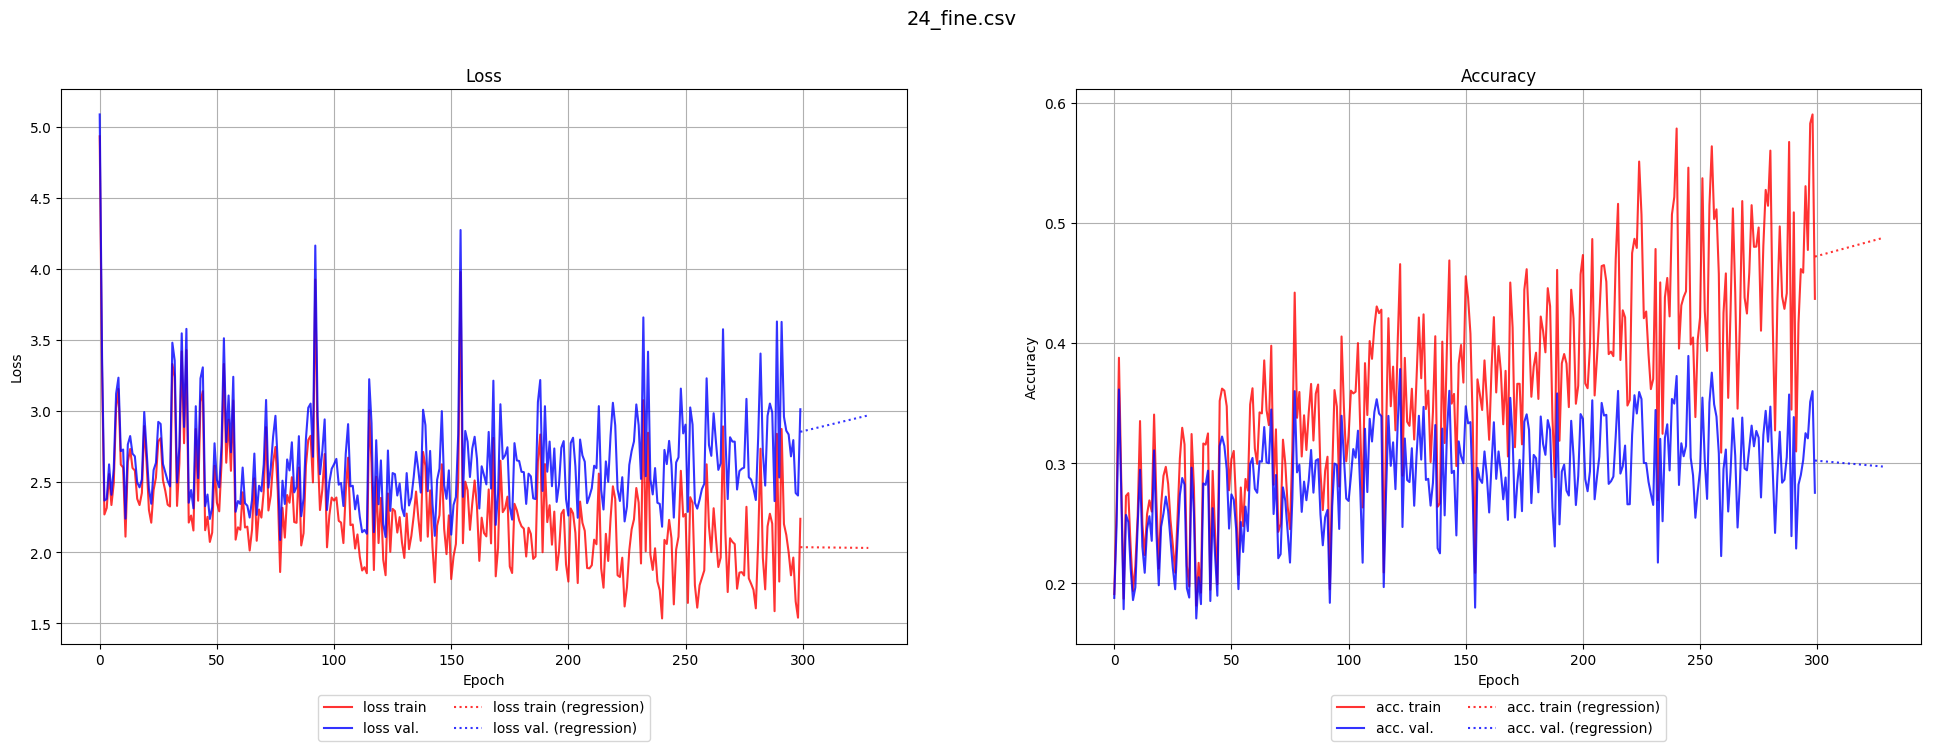 24_fine.csv
Loss
5.0
4.5
4.0
3.5
3.0
2.5
2.0
1.5
Loss
0 50 100 150 200 250 300
Epoch
loss train
loss val.
loss train (regression)
loss val. (regression)
Accuracy
0.6
0.5
0.4
0.3
0.2
Accuracy
0 50 100 150 200 250 300
Epoch
acc. train
acc. val.
acc. train (regression)
acc. val. (regression)